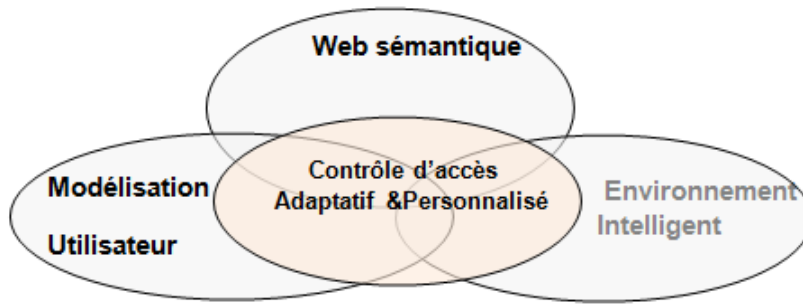 Web sémantique
Contrôle d'accès
Adaptatif &Personnalisé
Modélisation
Utilisateur
Environnement
Intelligent